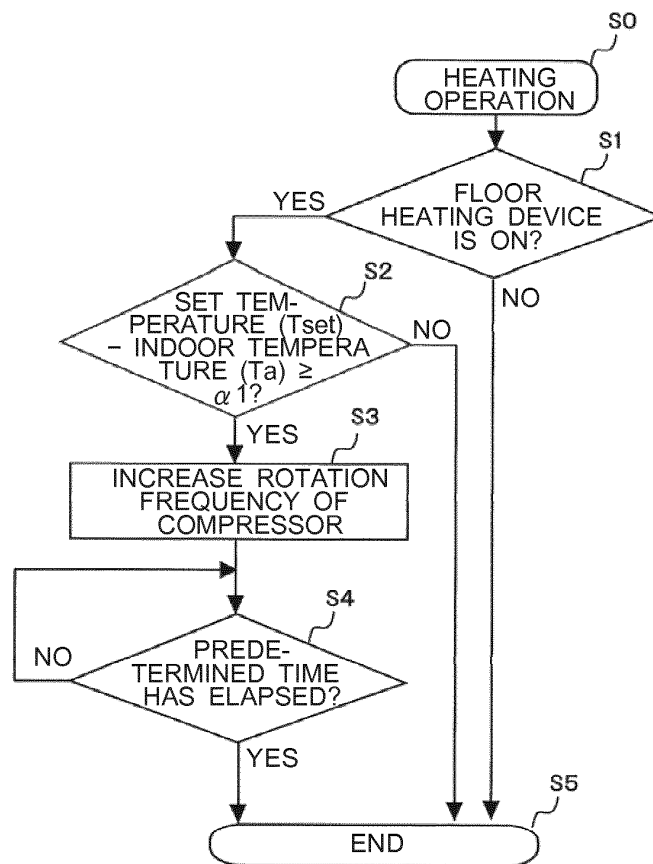 S0
HEATING
OPERATION
S1
FLOOR
HEATING DEVICE
IS ON?
YES
NO
S2
SET TEM-
PERATURE (Tset)
– INDOOR TEMPERA
TURE (Ta) ≥
α1?
NO
YES
S3
INCREASE ROTATION
FREQUENCY OF
COMPRESSOR
S4
PREDE-
TERMINED TIME
HAS ELAPSED?
NO
YES
S5
END